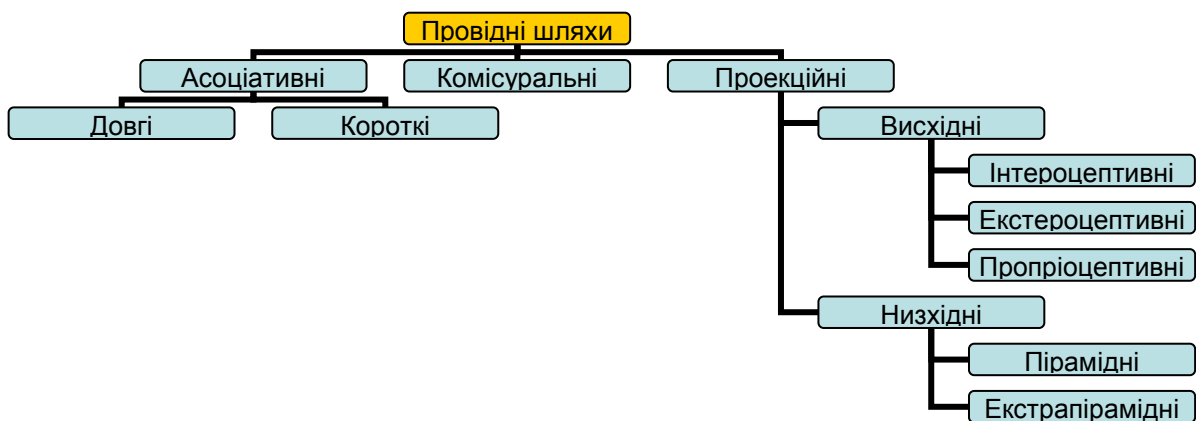 Провідні шляхи
Асоціативні
Комісуральні
Проекційні
Довгі
Короткі
Висхідні
Інтероцептивні
Екстероцептивні
Пропріоцептивні
Низхідні
Пірамідні
Екстрапірамідні